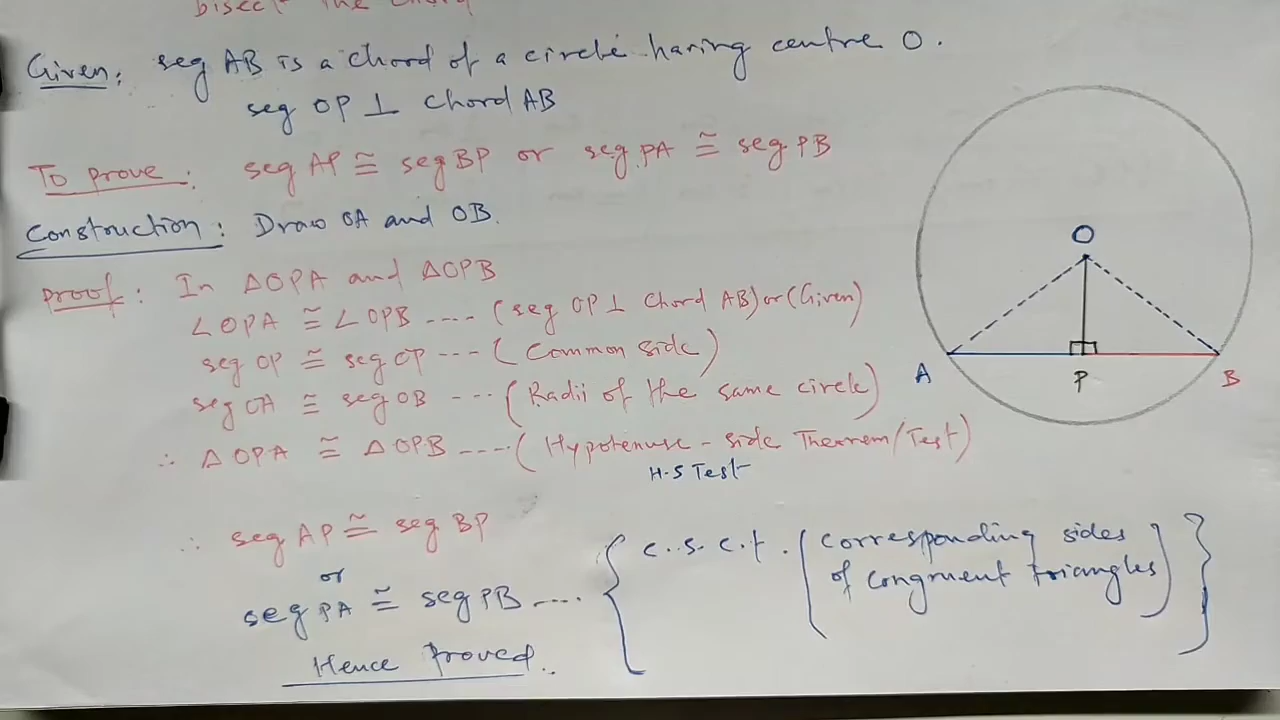 bisect the chord
Given: seg AB is a chord of a circle having centre O.
seg OP ⊥ chord AB
To prove: seg AP ≅ seg BP or seg PA ≅ seg PB
Construction: Draw OA and OB.
Proof: In ΔOPA and ΔOPB
∠OPA ≅ ∠OPB .... (seg OP ⊥ Chord AB) or (Given)
seg OP ≅ seg OP --- (Common side)
seg OA ≅ seg OB --- (Radii of the same circle)
∴ ΔOPA ≅ ΔOPB ---- (Hypotenuse - side Theorem/Test)
H.S Test
∴ seg AP ≅ seg BP
or
seg PA ≅ seg PB .... { c.s.c.t. (corresponding sides
of congruent triangles) }
Hence Proved..
O
A
P
B